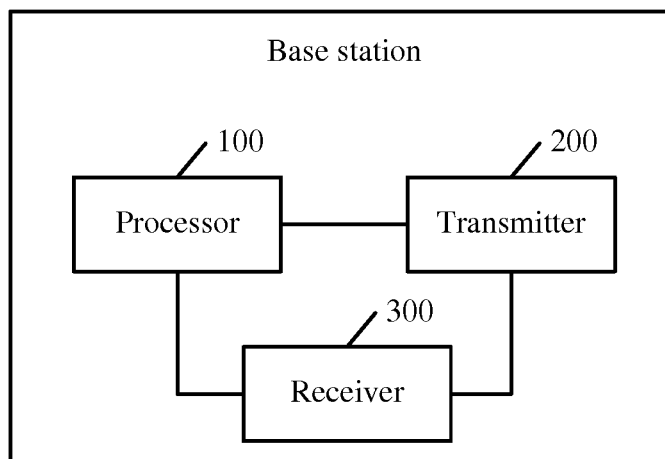 Base station
100
200
Processor
Transmitter
300
Receiver